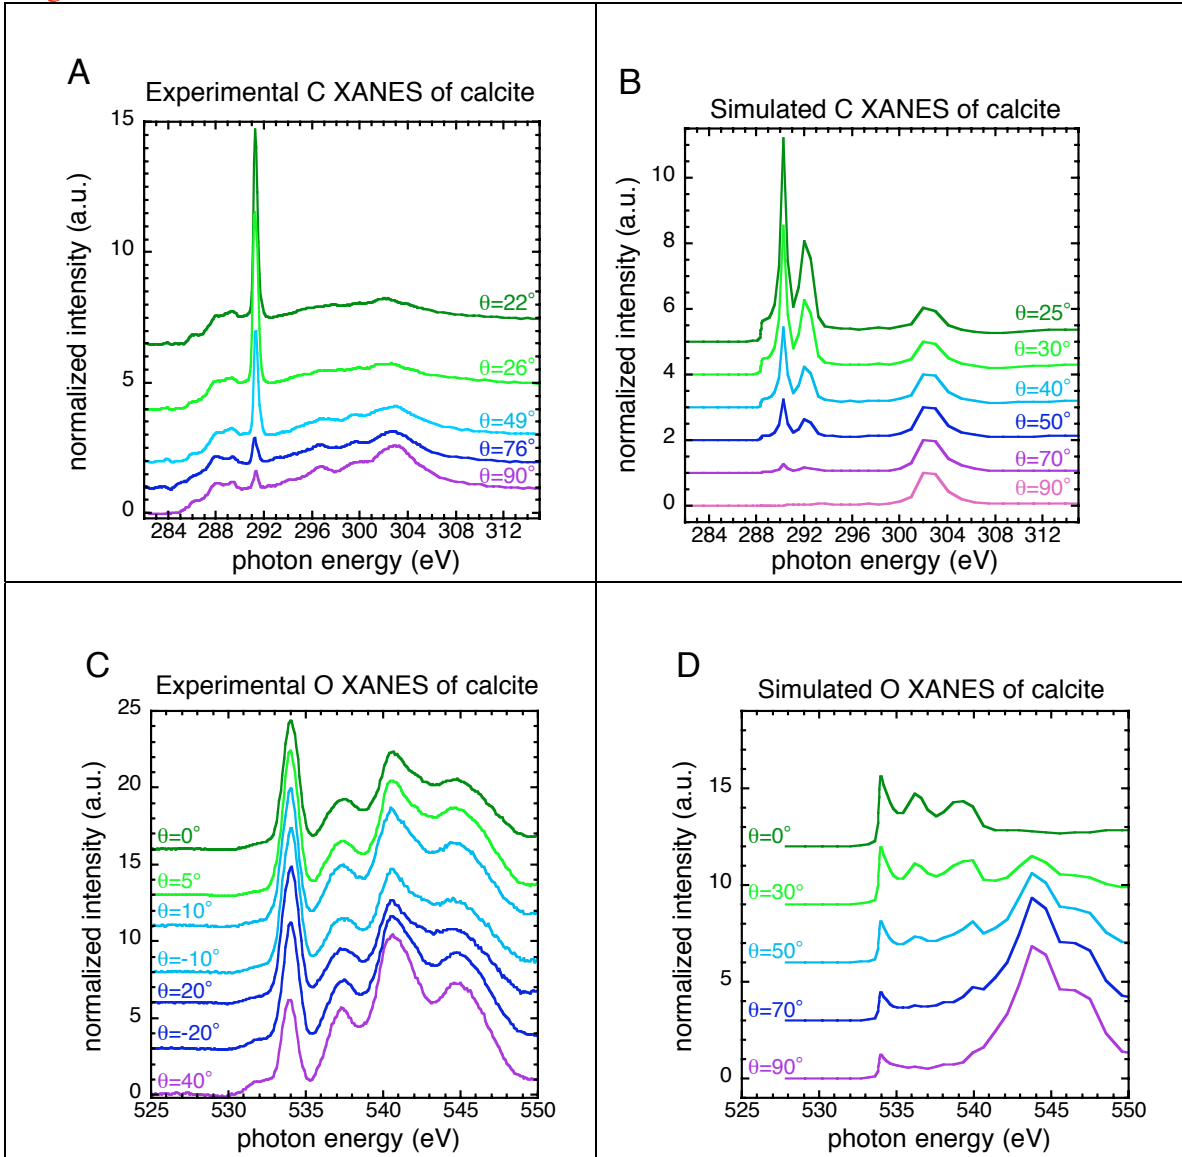 A
Experimental C XANES of calcite
15
10
5
0
normalized intensity (a.u.)
θ=22°
θ=26°
θ=49°
θ=76°
θ=90°
284 288 292 296 300 304 308 312
photon energy (eV)
B
Simulated C XANES of calcite
10
8
6
4
2
0
normalized intensity (a.u.)
θ=25°
θ=30°
θ=40°
θ=50°
θ=70°
θ=90°
284 288 292 296 300 304 308 312
photon energy (eV)
C
Experimental O XANES of calcite
25
20
15
10
5
0
normalized intensity (a.u.)
θ=0°
θ=5°
θ=10°
θ=-10°
θ=20°
θ=-20°
θ=40°
525 530 535 540 545 550
photon energy (eV)
D
Simulated O XANES of calcite
15
10
5
0
normalized intensity (a.u.)
θ=0°
θ=30°
θ=50°
θ=70°
θ=90°
525 530 535 540 545 550
photon energy (eV)